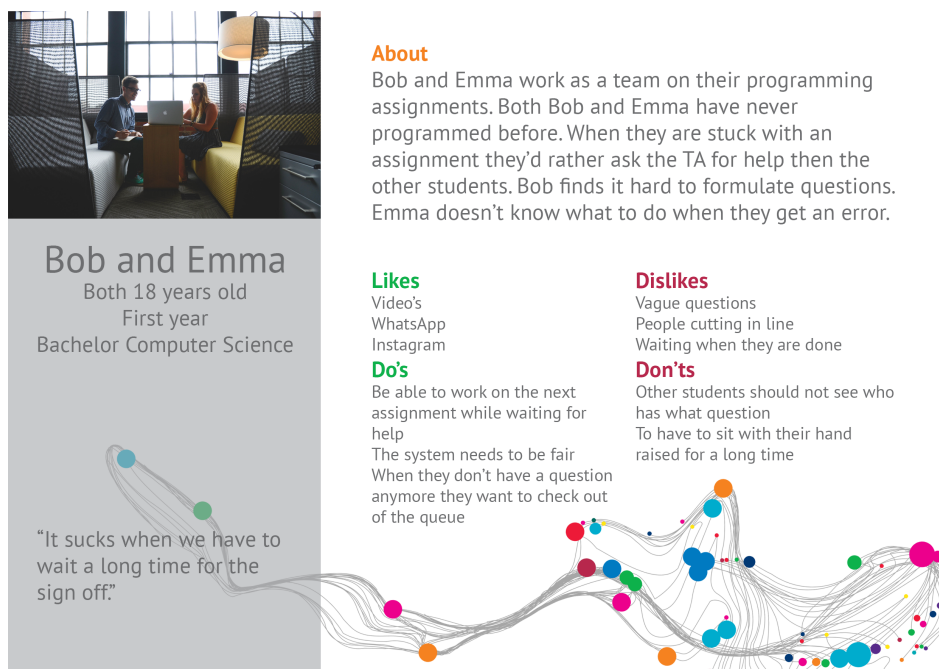 Bob and Emma
Both 18 years old
First year
Bachelor Computer Science
“It sucks when we have to
wait a long time for the
sign off.”
About
Bob and Emma work as a team on their programming
assignments. Both Bob and Emma have never
programmed before. When they are stuck with an
assignment they’d rather ask the TA for help then the
other students. Bob finds it hard to formulate questions.
Emma doesn’t know what to do when they get an error.
Likes
Video’s
WhatsApp
Instagram
Do’s
Be able to work on the next
assignment while waiting for
help
The system needs to be fair
When they don’t have a question
anymore they want to check out
of the queue
Dislikes
Vague questions
People cutting in line
Waiting when they are done
Don’ts
Other students should not see who
has what question
To have to sit with their hand
raised for a long time